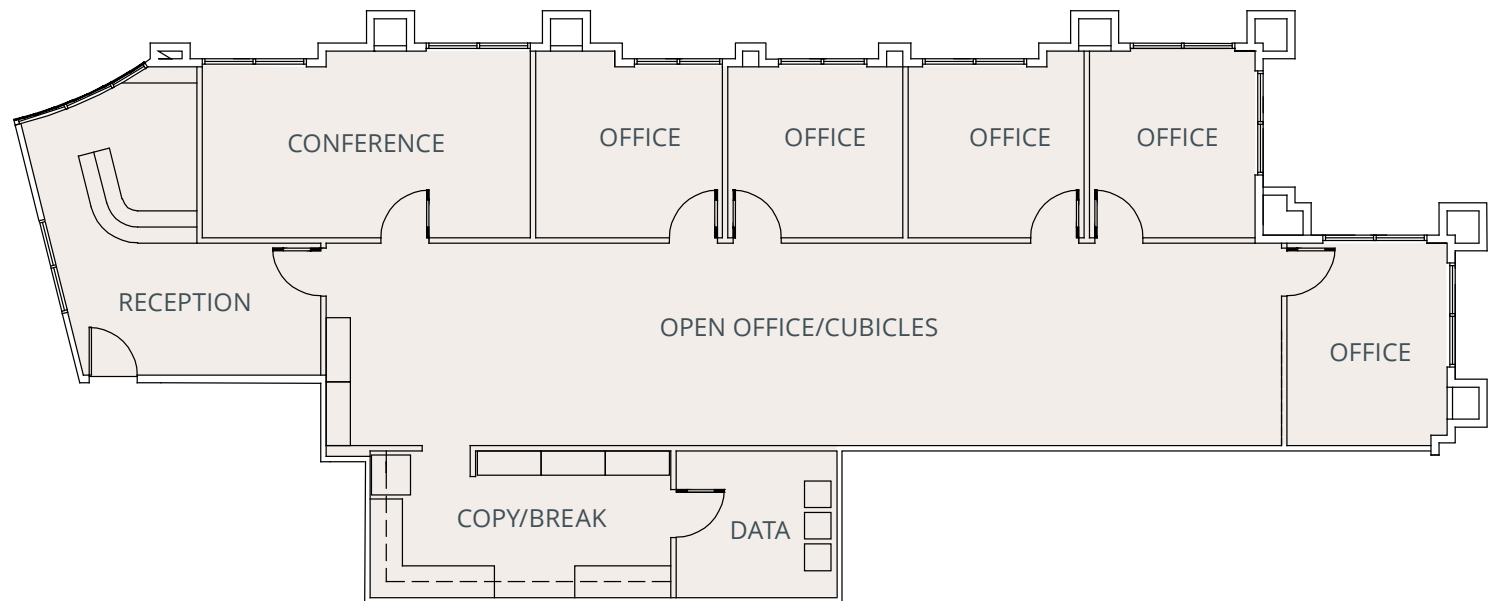 CONFERENCE
OFFICE
OFFICE
OFFICE
OFFICE
RECEPTION
OPEN OFFICE/CUBICLES
OFFICE
COPY/BREAK
DATA